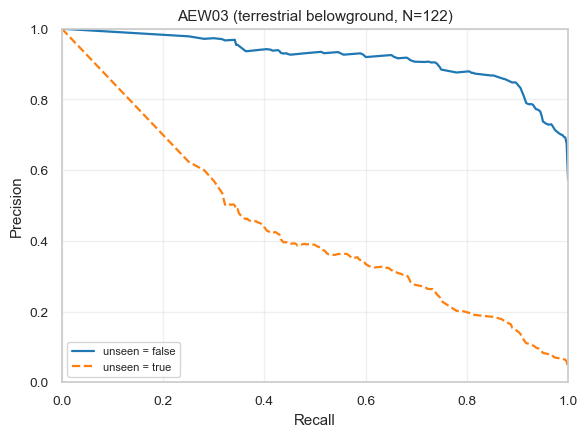 AEW03 (terrestrial belowground, N=122)
Precision
1.0
0.8
0.6
0.4
0.2
0.0
unseen = false
unseen = true
0.0 0.2 0.4 0.6 0.8 1.0
Recall